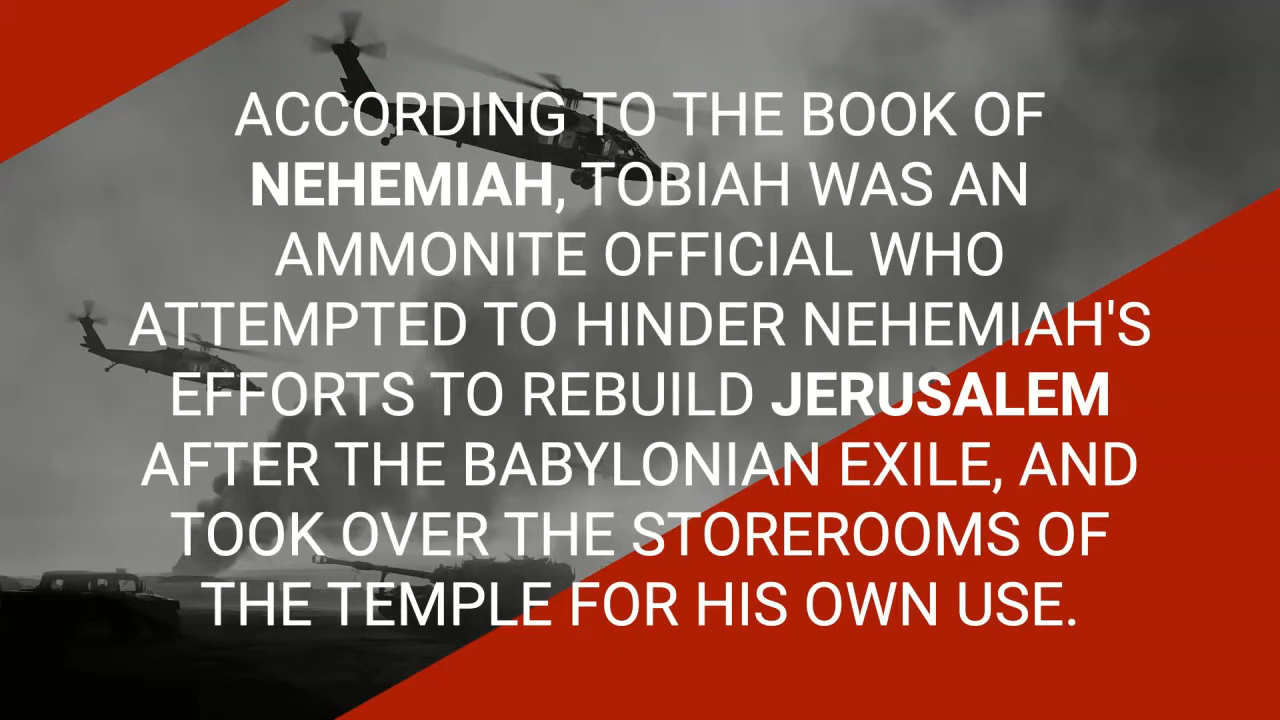 ACCORDING TO THE BOOK OF
NEHEMIAH, TOBIAH WAS AN
AMMONITE OFFICIAL WHO
ATTEMPTED TO HINDER NEHEMIAH'S
EFFORTS TO REBUILD JERUSALEM
AFTER THE BABYLONIAN EXILE, AND
TOOK OVER THE STOREROOMS OF
THE TEMPLE FOR HIS OWN USE.